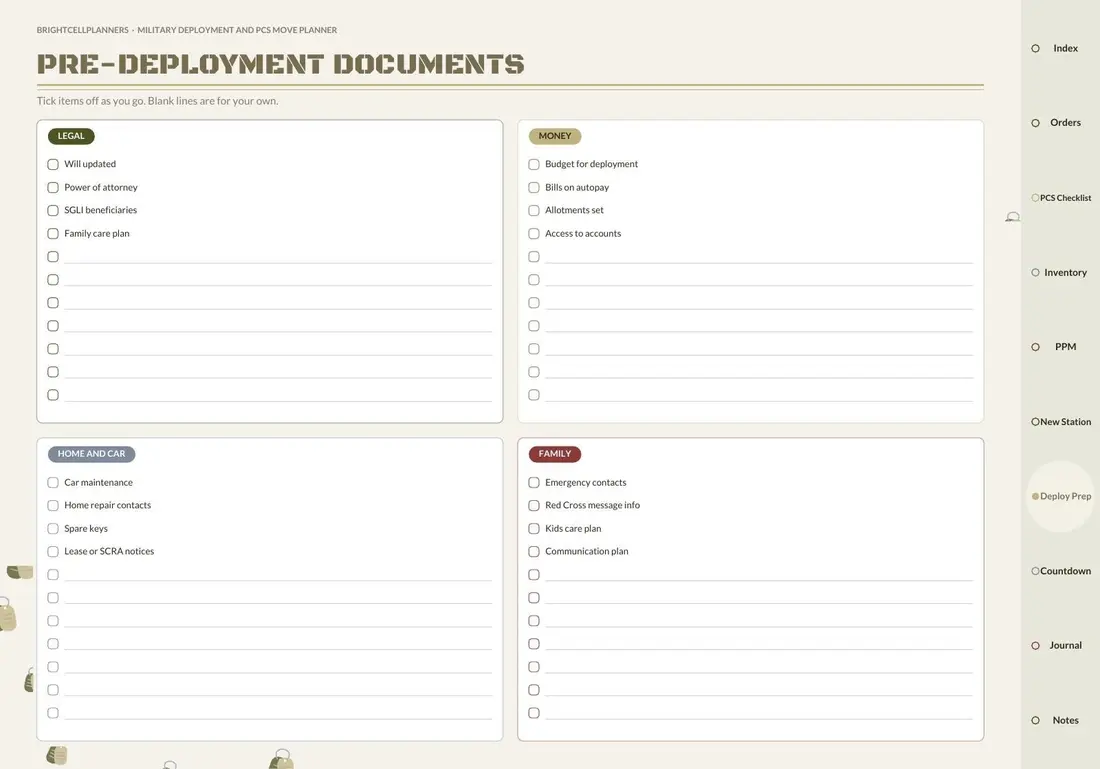 BRIGHTCELLPLANNERS · MILITARY DEPLOYMENT AND PCS MOVE PLANNER
PRE-DEPLOYMENT DOCUMENTS
Tick items off as you go. Blank lines are for your own.
LEGAL
Will updated
Power of attorney
SGLI beneficiaries
Family care plan
MONEY
Budget for deployment
Bills on autopay
Allotments set
Access to accounts
HOME AND CAR
Car maintenance
Home repair contacts
Spare keys
Lease or SCRA notices
FAMILY
Emergency contacts
Red Cross message info
Kids care plan
Communication plan
Index
Orders
PCS Checklist
Inventory
PPM
New Station
Deploy Prep
Countdown
Journal
Notes